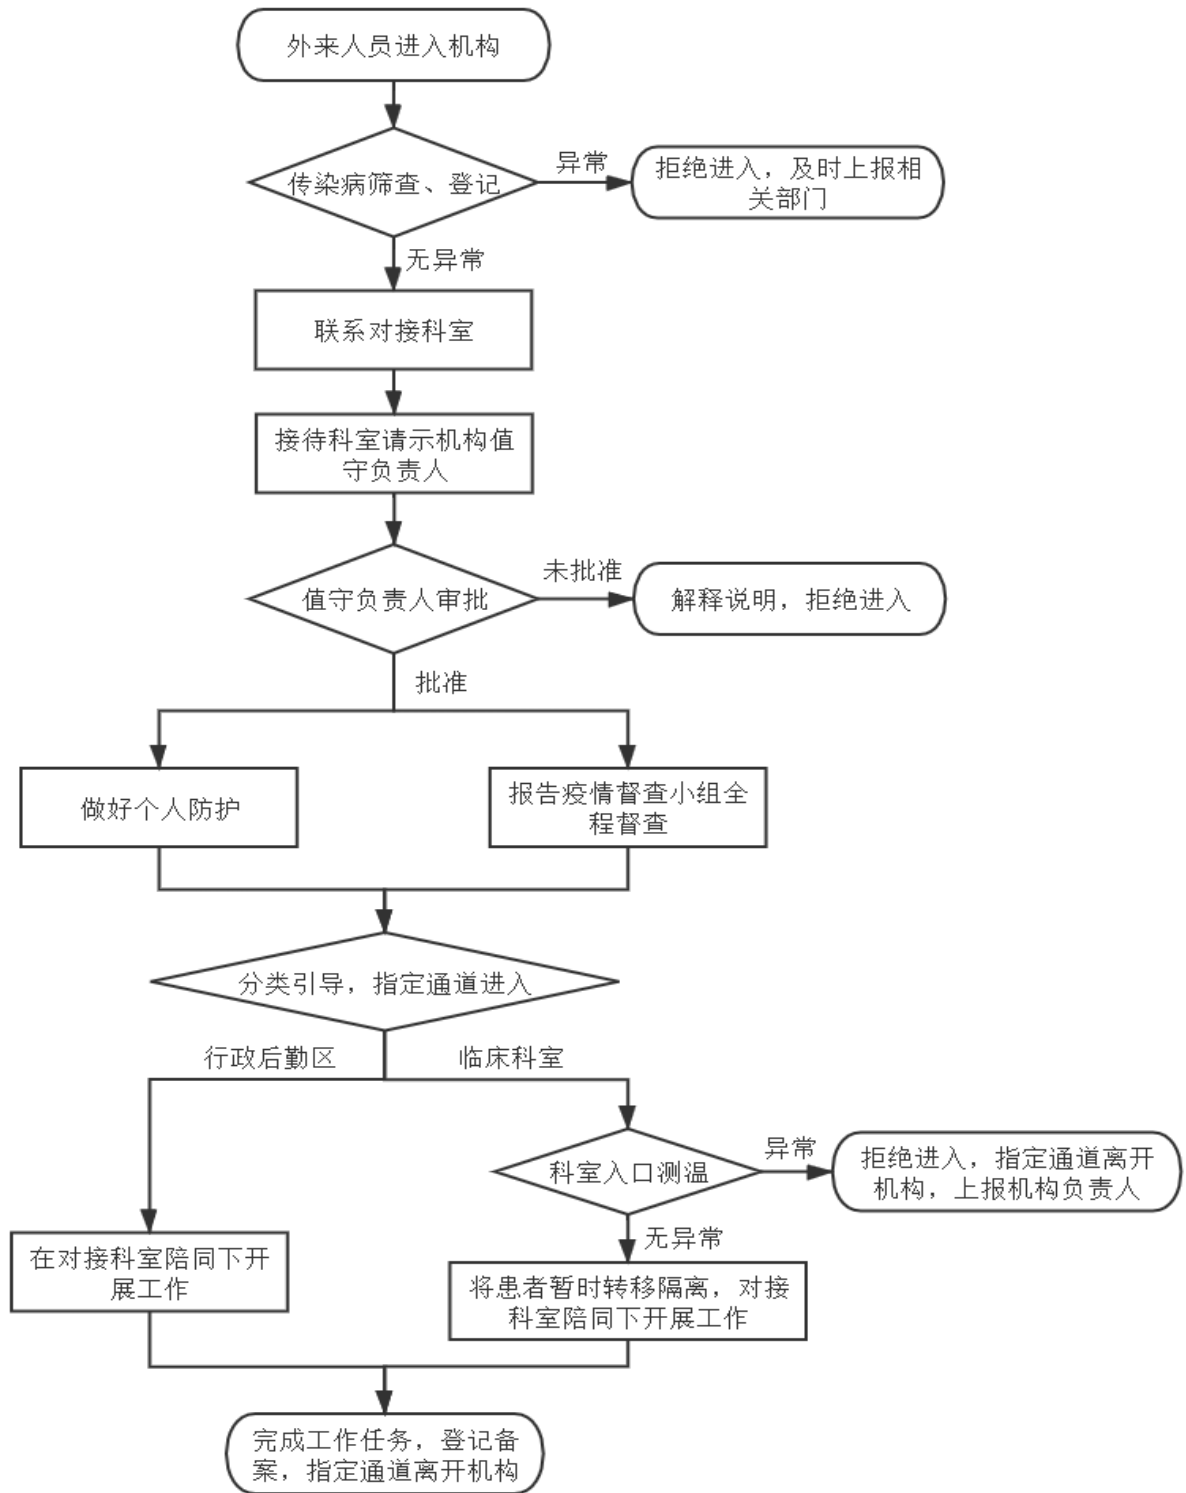 外来人员进入机构
传染病筛查、登记
异常
拒绝进入，及时上报相
关部门
无异常
联系对接科室
接待科室请示机构值
守负责人
值守负责人审批
未批准
解释说明，拒绝进入
批准
做好个人防护
报告疫情督查小组全
程督查
分类引导，指定通道进入
行政后勤区
临床科室
科室入口测温
异常
拒绝进入，指定通道离开
机构，上报机构负责人
无异常
在对接科室陪同下开
展工作
将患者暂时转移隔离，对接
科室陪同下开展工作
完成工作任务，登记备
案，指定通道离开机构